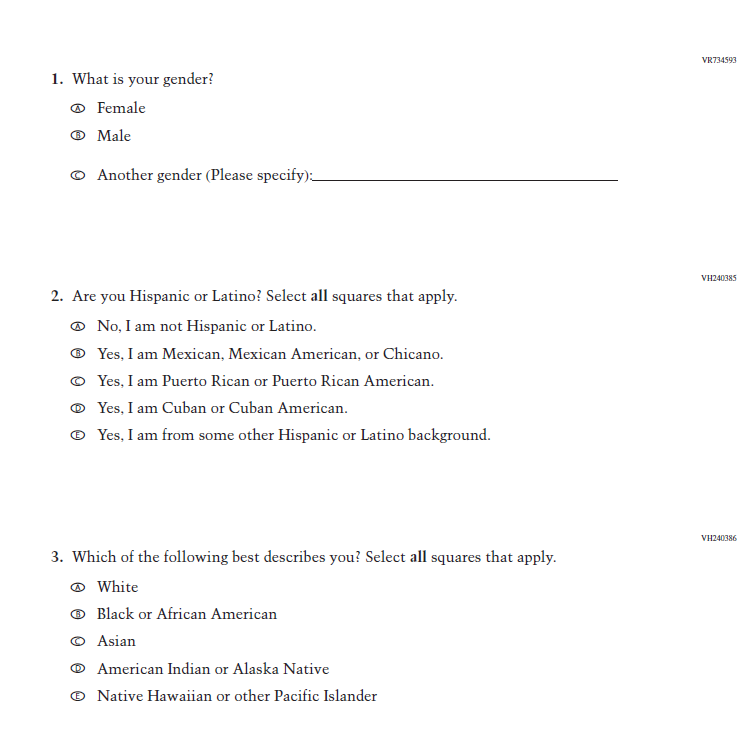 VR734593
1. What is your gender?
Ⓐ Female
Ⓑ Male
Ⓒ Another gender (Please specify):
VH240385
2. Are you Hispanic or Latino? Select all squares that apply.
Ⓐ No, I am not Hispanic or Latino.
Ⓑ Yes, I am Mexican, Mexican American, or Chicano.
Ⓒ Yes, I am Puerto Rican or Puerto Rican American.
Ⓓ Yes, I am Cuban or Cuban American.
Ⓔ Yes, I am from some other Hispanic or Latino background.
VH240386
3. Which of the following best describes you? Select all squares that apply.
Ⓐ White
Ⓑ Black or African American
Ⓒ Asian
Ⓓ American Indian or Alaska Native
Ⓔ Native Hawaiian or other Pacific Islander